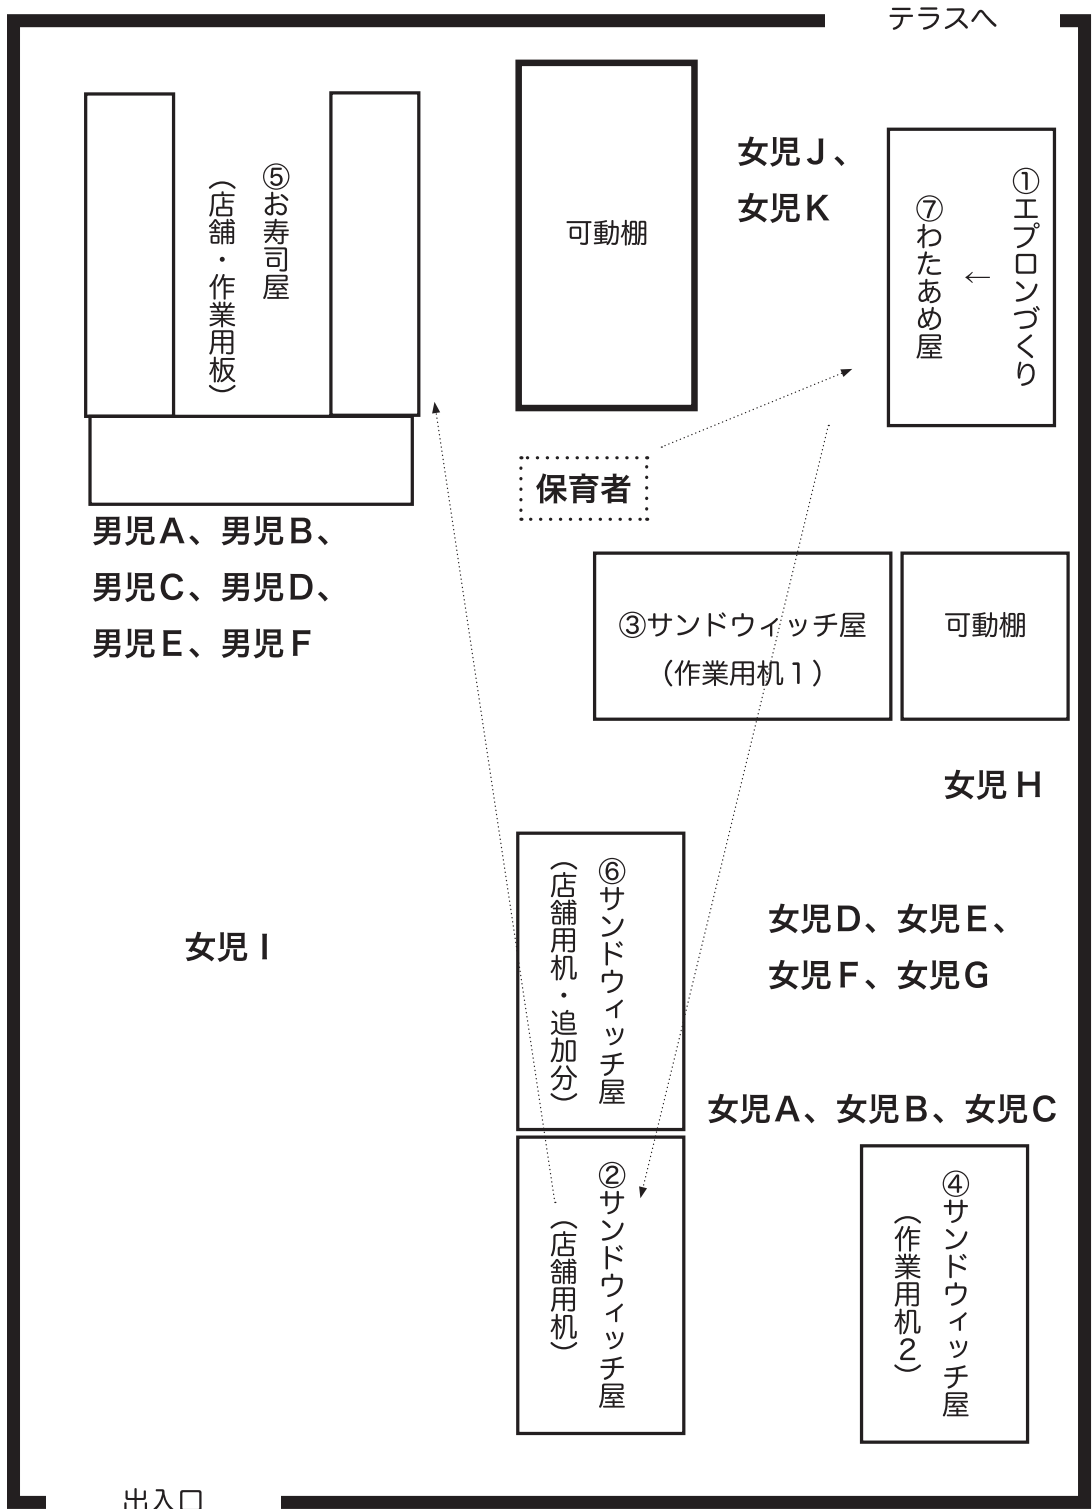 テラスへ
⑤お寿司屋
（店舗・作業用板）
可動棚
女児Ｊ、
女児Ｋ
①エプロンづくり
↓
⑦わたあめ屋
保育者
男児Ａ、男児Ｂ、
男児Ｃ、男児Ｄ、
男児Ｅ、男児Ｆ
③サンドウィッチ屋
（作業用机１）
可動棚
女児Ｈ
女児Ｉ
⑥サンドウィッチ屋
（店舗用机・追加分）
女児Ｄ、女児Ｅ、
女児Ｆ、女児Ｇ
女児Ａ、女児Ｂ、女児Ｃ
②サンドウィッチ屋
（店舗用机）
④サンドウィッチ屋
（作業用机２）
出入口